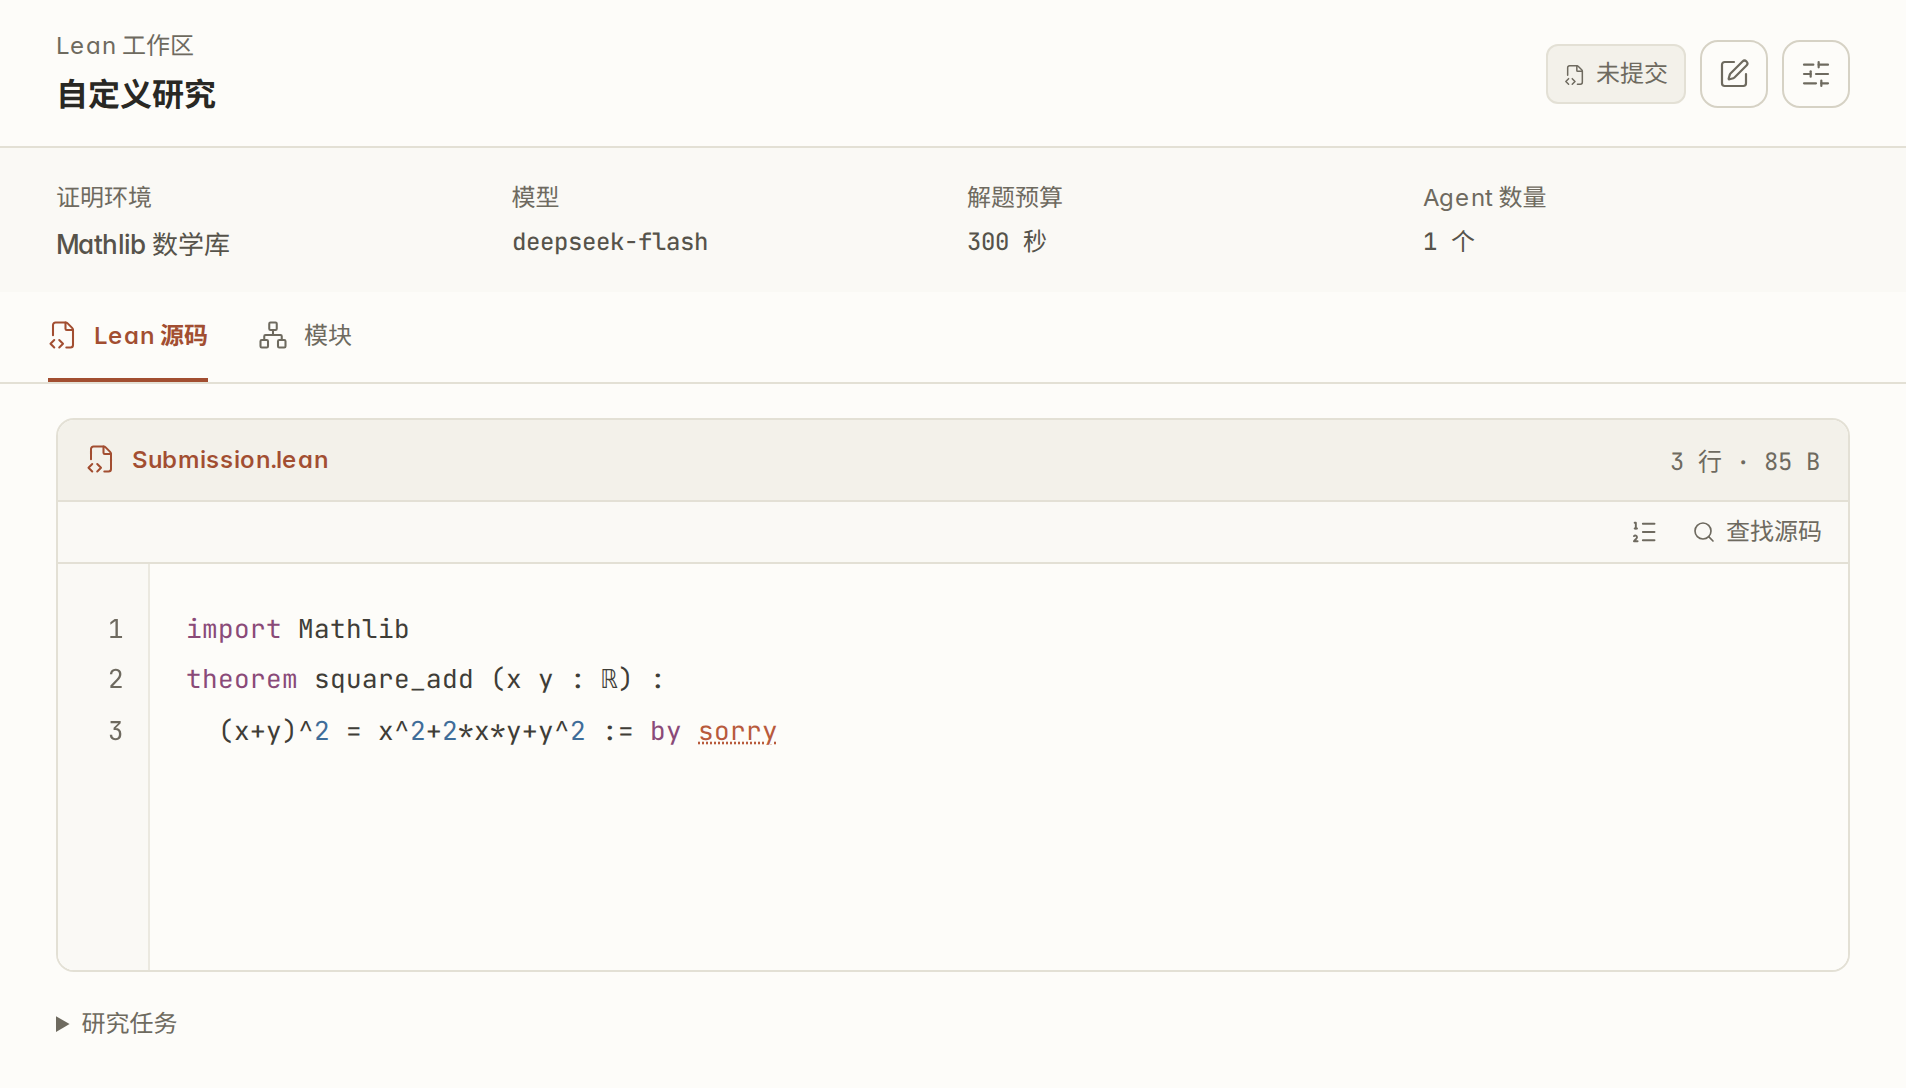 Lean 工作区
自定义研究
未提交
证明环境
模型
解题预算
Agent 数量
Mathlib 数学库
deepseek-flash
300 秒
1 个
Lean 源码
模块
Submission.lean
3 行 · 85 B
查找源码
1 import Mathlib
2 theorem square_add (x y : ℝ) :
3   (x+y)^2 = x^2+2*x*y+y^2 := by sorry
▶ 研究任务